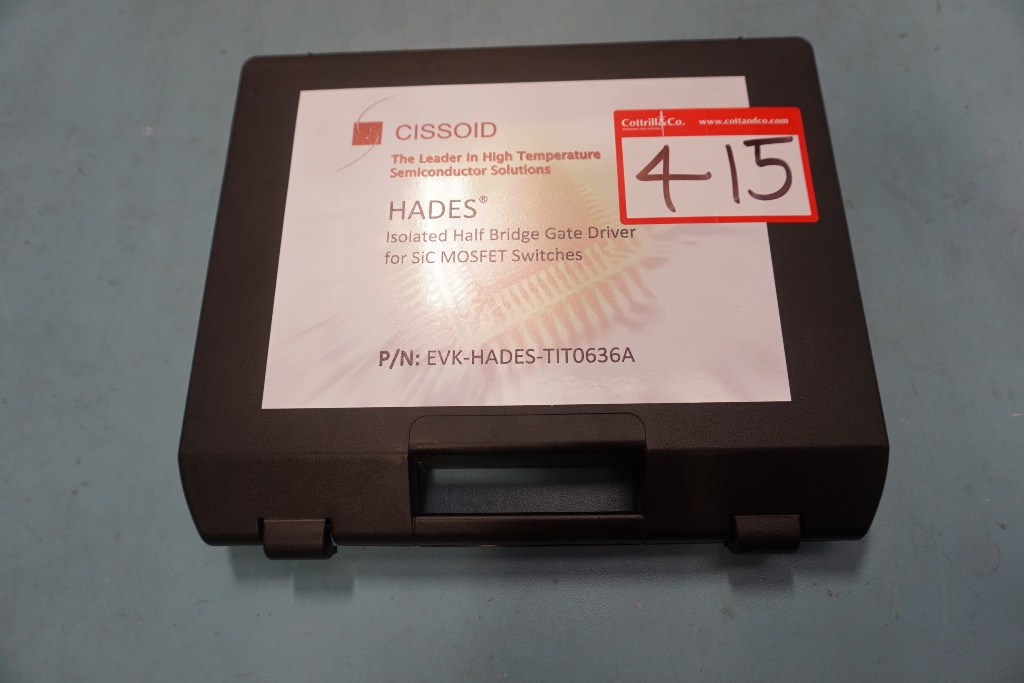 CISSOID
The Leader in High Temperature
Semiconductor Solutions
HADES®
Isolated Half Bridge Gate Driver
for SiC MOSFET Switches
P/N: EVK-HADES-TIT0636A
Cottrill&Co. www.cottandco.com
415